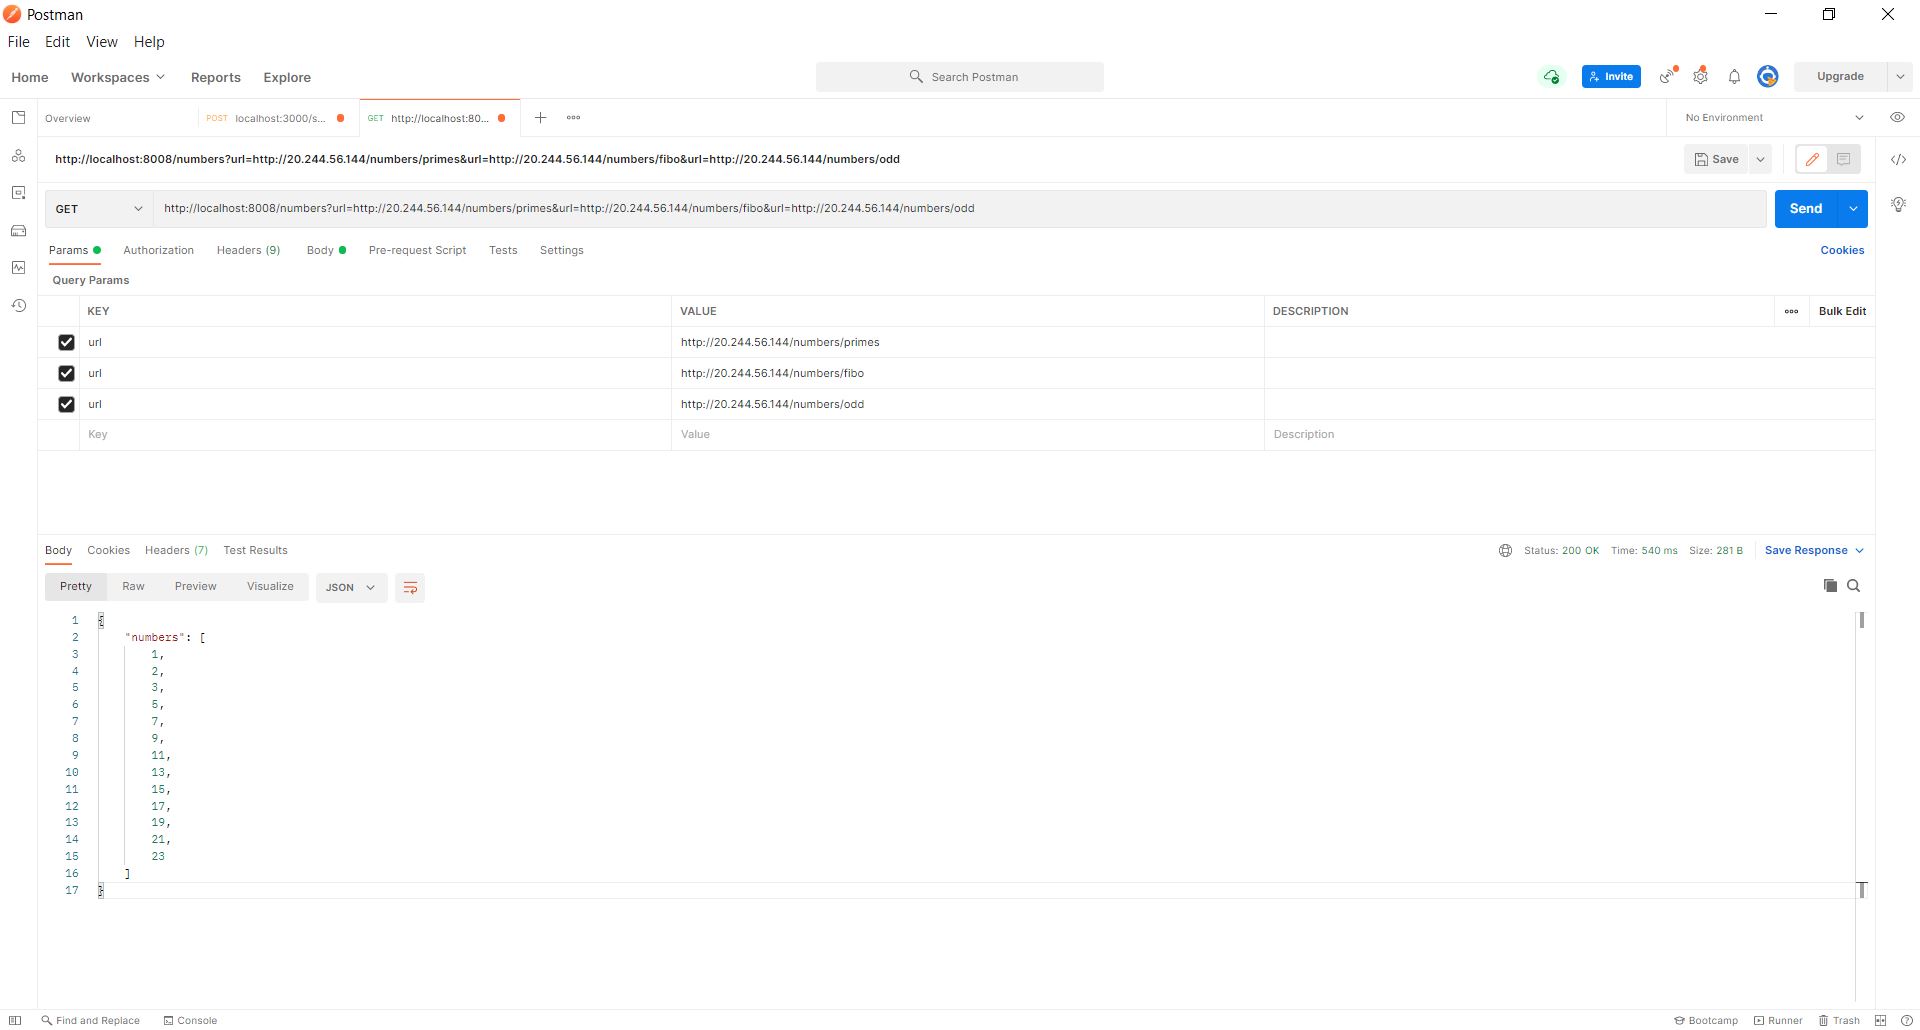 Postman
File Edit View Help
Home Workspaces Reports Explore Search Postman Invite Upgrade
Overview POST localhost:3000/s... GET http://localhost:80... No Environment
http://localhost:8008/numbers?url=http://20.244.56.144/numbers/primes&url=http://20.244.56.144/numbers/fibo&url=http://20.244.56.144/numbers/odd Save
GET http://localhost:8008/numbers?url=http://20.244.56.144/numbers/primes&url=http://20.244.56.144/numbers/fibo&url=http://20.244.56.144/numbers/odd Send
Params Authorization Headers (9) Body Pre-request Script Tests Settings Cookies
Query Params
KEY VALUE DESCRIPTION Bulk Edit
url http://20.244.56.144/numbers/primes
url http://20.244.56.144/numbers/fibo
url http://20.244.56.144/numbers/odd
Key Value Description
Body Cookies Headers (7) Test Results Status: 200 OK Time: 540 ms Size: 281 B Save Response
Pretty Raw Preview Visualize JSON
1 {
2 "numbers": [
3 1,
4 2,
5 3,
6 5,
7 7,
8 9,
9 11,
10 13,
11 15,
12 17,
13 19,
14 21,
15 23
16 ]
17 }
Find and Replace Console Bootcamp Runner Trash